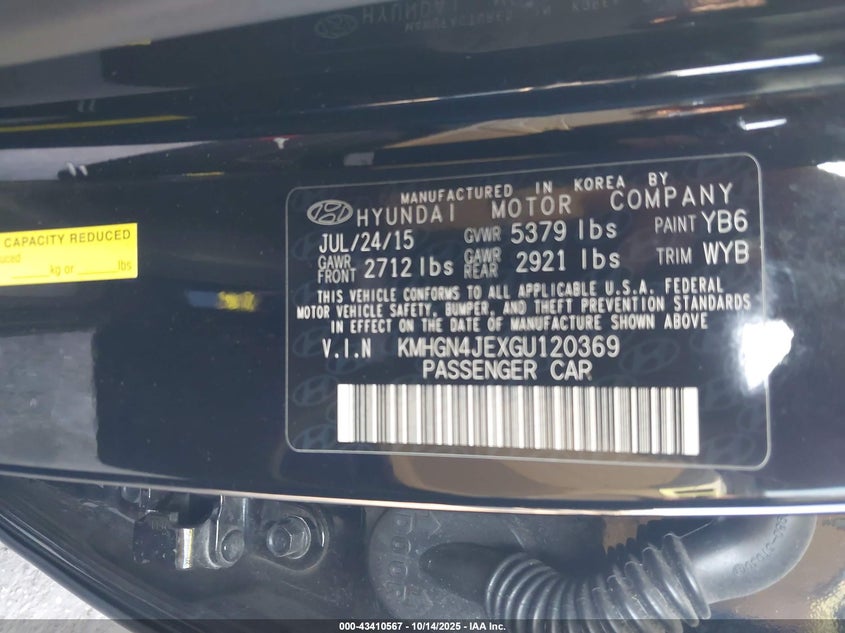 HYUNDAI
CAPACITY REDUCED
kg or lbs
MANUFACTURED IN KOREA BY
HYUNDAI MOTOR COMPANY
JUL/24/15 GVWR 5379 lbs PAINT YB6
GAWR FRONT 2712 lbs GAWR REAR 2921 lbs TRIM WYB
THIS VEHICLE CONFORMS TO ALL APPLICABLE U.S.A. FEDERAL
MOTOR VEHICLE SAFETY, BUMPER, AND THEFT PREVENTION STANDARDS
IN EFFECT ON THE DATE OF MANUFACTURE SHOWN ABOVE
V.I.N KMHGN4JEXGU120369
PASSENGER CAR
000-43410567 - 10/14/2025 - IAA Inc.